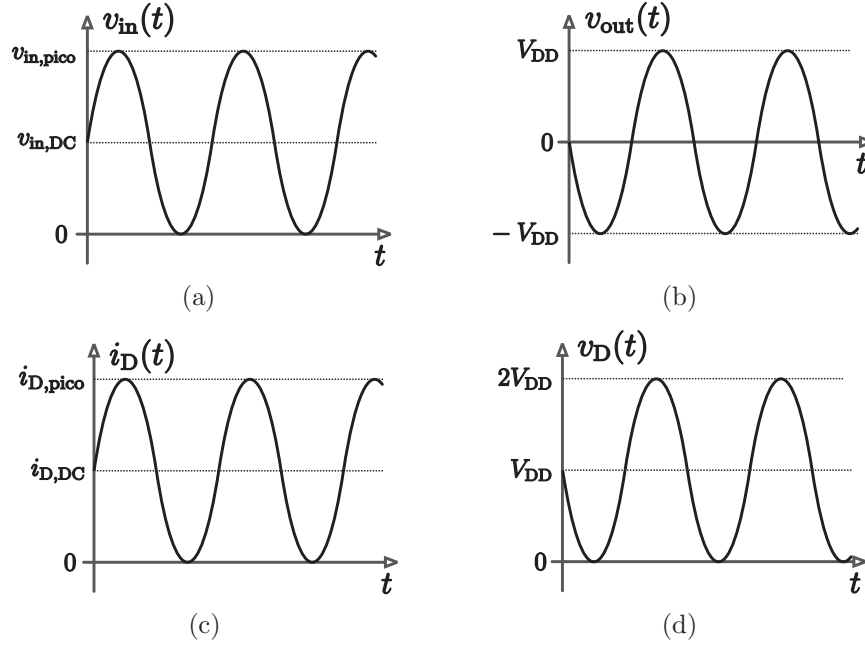 v_in(t)
v_in,pico
v_in,DC
0
t
(a)
v_out(t)
V_DD
0
t
− V_DD
(b)
i_D(t)
i_D,pico
i_D,DC
0
t
(c)
v_D(t)
2V_DD
V_DD
0
t
(d)